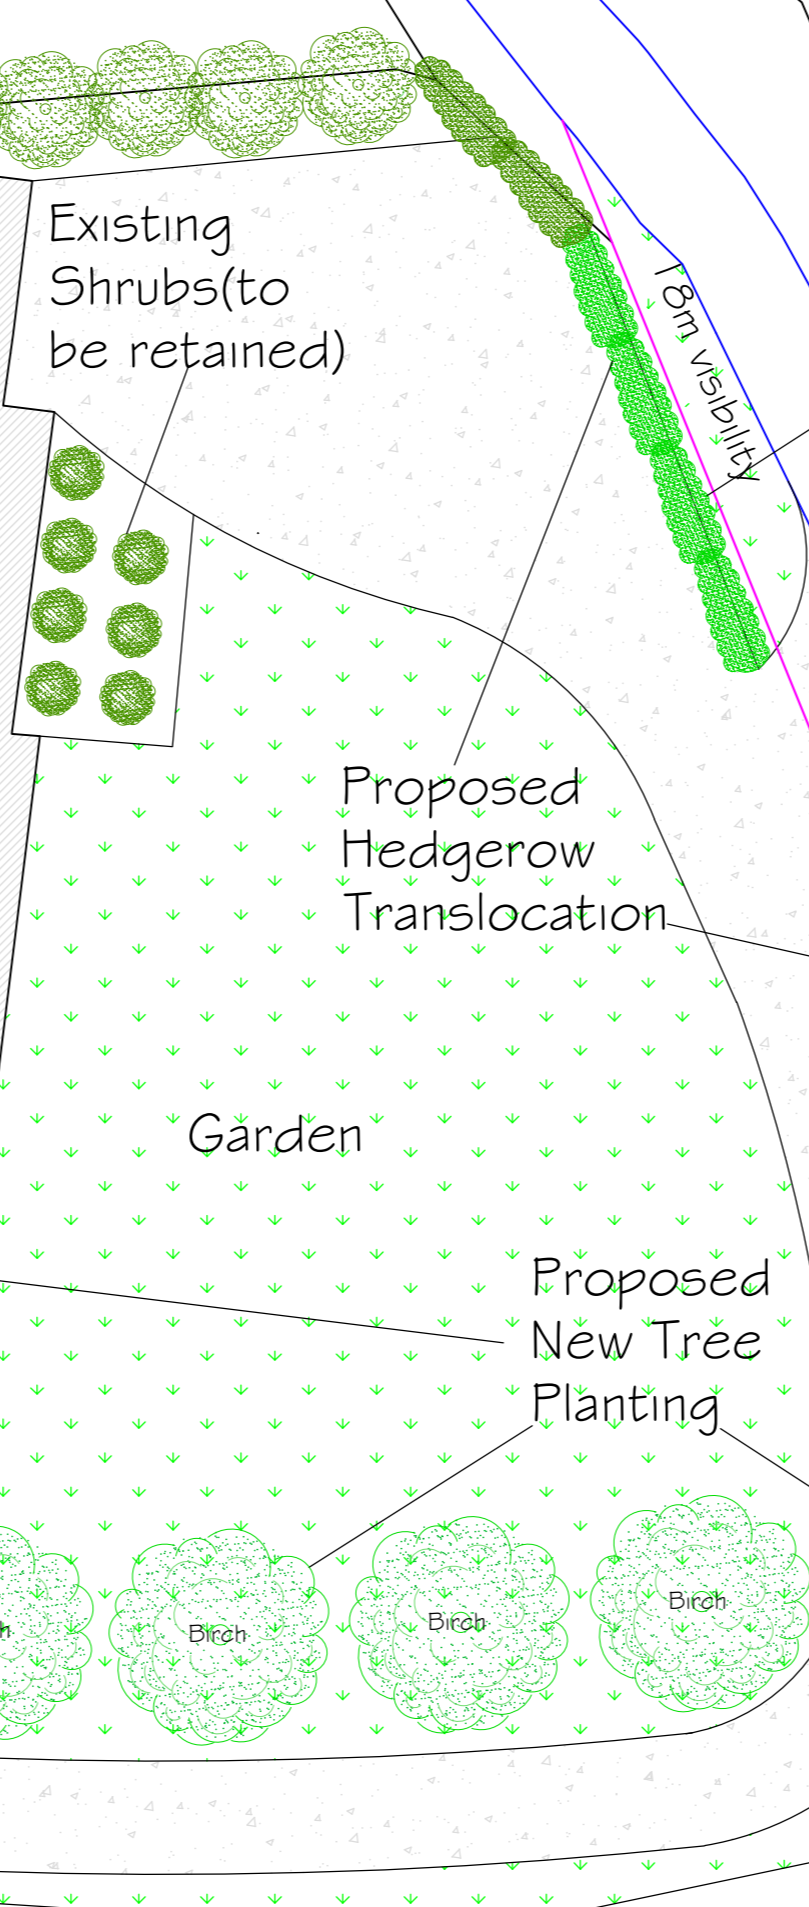 Existing
Shrubs(to
be retained)
18m visibility
Proposed
Hedgerow
Translocation
Garden
Proposed
New Tree
Planting
Birch
Birch
Birch
h